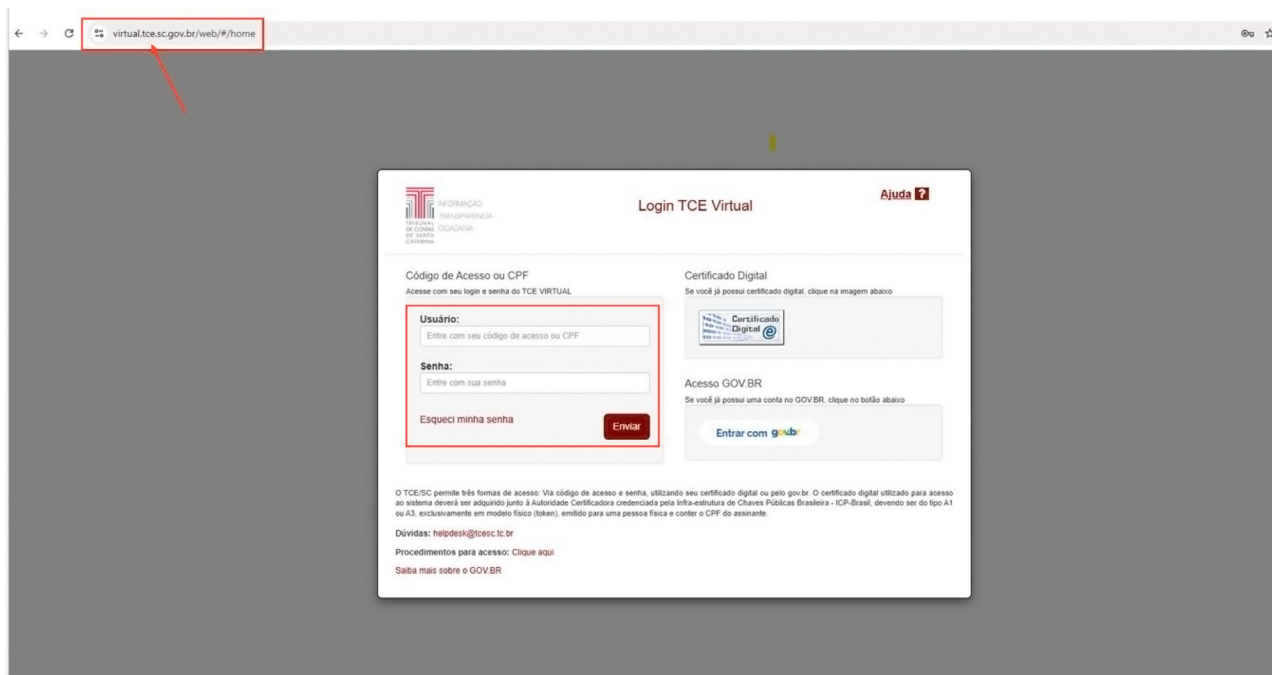 virtual.tce.sc.gov.br/web/#/home
TRIBUNAL
DE CONTAS
DE SANTA
CATARINA
INFORMAÇÃO
TRANSPARÊNCIA
CIDADANIA
Login TCE Virtual
Ajuda ?
Código de Acesso ou CPF
Acesse com seu login e senha do TCE VIRTUAL
Usuário:
Entre com seu código de acesso ou CPF
Senha:
Entre com sua senha
Esqueci minha senha
Enviar
Certificado Digital
Se você já possui certificado digital, clique na imagem abaixo
Certificado
Digital
Acesso GOV.BR
Se você já possui uma conta no GOV.BR, clique no botão abaixo
Entrar com gov.br
O TCE/SC permite três formas de acesso: Via código de acesso e senha, utilizando seu certificado digital ou pelo gov.br. O certificado digital utilizado para acesso
ao sistema deverá ser adquirido junto à Autoridade Certificadora credenciada pela Infra-estrutura de Chaves Públicas Brasileira - ICP-Brasil, devendo ser do tipo A1
ou A3, exclusivamente em modelo físico (token), emitido para uma pessoa física e conter o CPF do assinante.
Dúvidas: helpdesk@tcesc.tc.br
Procedimentos para acesso: Clique aqui
Saiba mais sobre o GOV.BR